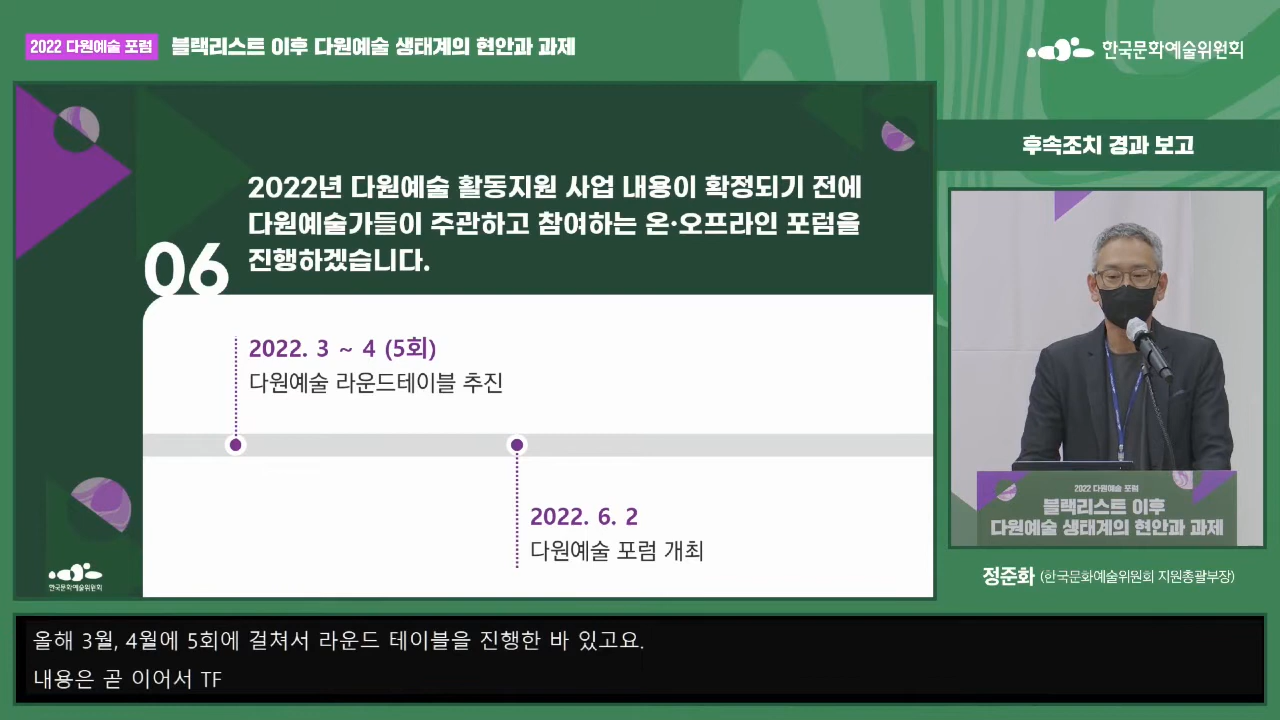 2022 다원예술 포럼 블랙리스트 이후 다원예술 생태계의 현안과 과제
한국문화예술위원회
후속조치 경과 보고
06
2022년 다원예술 활동지원 사업 내용이 확정되기 전에
다원예술가들이 주관하고 참여하는 온·오프라인 포럼을
진행하겠습니다.
2022. 3 ~ 4 (5회)
다원예술 라운드테이블 추진
2022. 6. 2
다원예술 포럼 개최
한국문화예술위원회
2022 다원예술 포럼
블랙리스트 이후
다원예술 생태계의 현안과 과제
정준화 (한국문화예술위원회 지원총괄부장)
올해 3월, 4월에 5회에 걸쳐서 라운드 테이블을 진행한 바 있고요.
내용은 곧 이어서 TF